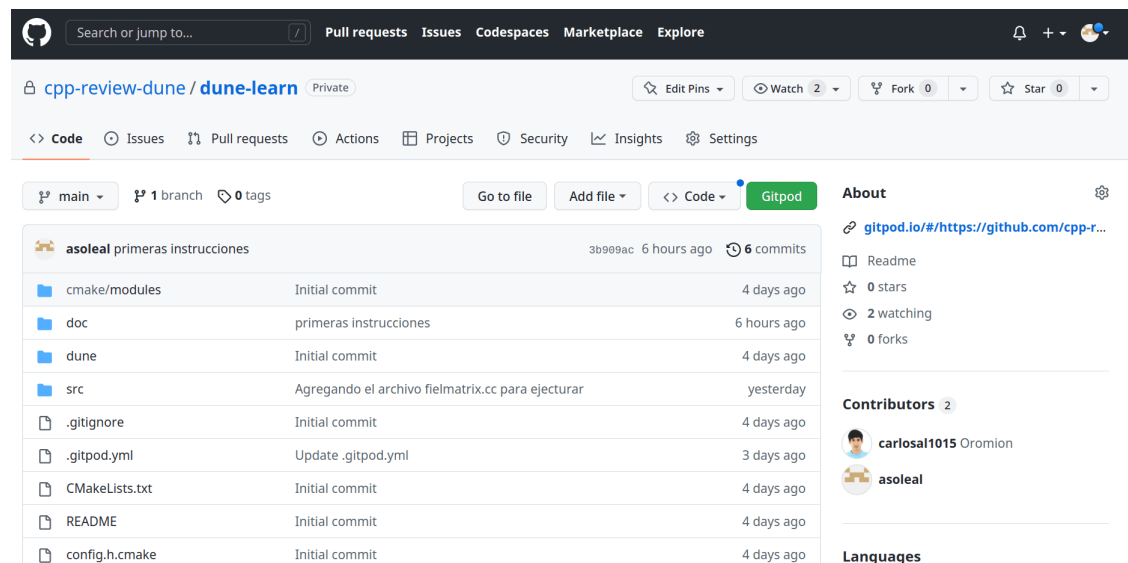 Search or jump to... / Pull requests Issues Codespaces Marketplace Explore
cpp-review-dune / dune-learn Private Edit Pins Watch 2 Fork 0 Star 0
Code Issues Pull requests Actions Projects Security Insights Settings
main 1 branch 0 tags Go to file Add file Code Gitpod
asoleal primeras instrucciones 3b909ac 6 hours ago 6 commits
cmake/modules Initial commit 4 days ago
doc primeras instrucciones 6 hours ago
dune Initial commit 4 days ago
src Agregando el archivo fielmatrix.cc para ejecturar yesterday
.gitignore Initial commit 4 days ago
.gitpod.yml Update .gitpod.yml 3 days ago
CMakeLists.txt Initial commit 4 days ago
README Initial commit 4 days ago
config.h.cmake Initial commit 4 days ago
About
gitpod.io/#/https://github.com/cpp-r...
Readme
0 stars
2 watching
0 forks
Contributors 2
carlosal1015 Oromion
asoleal
Languages